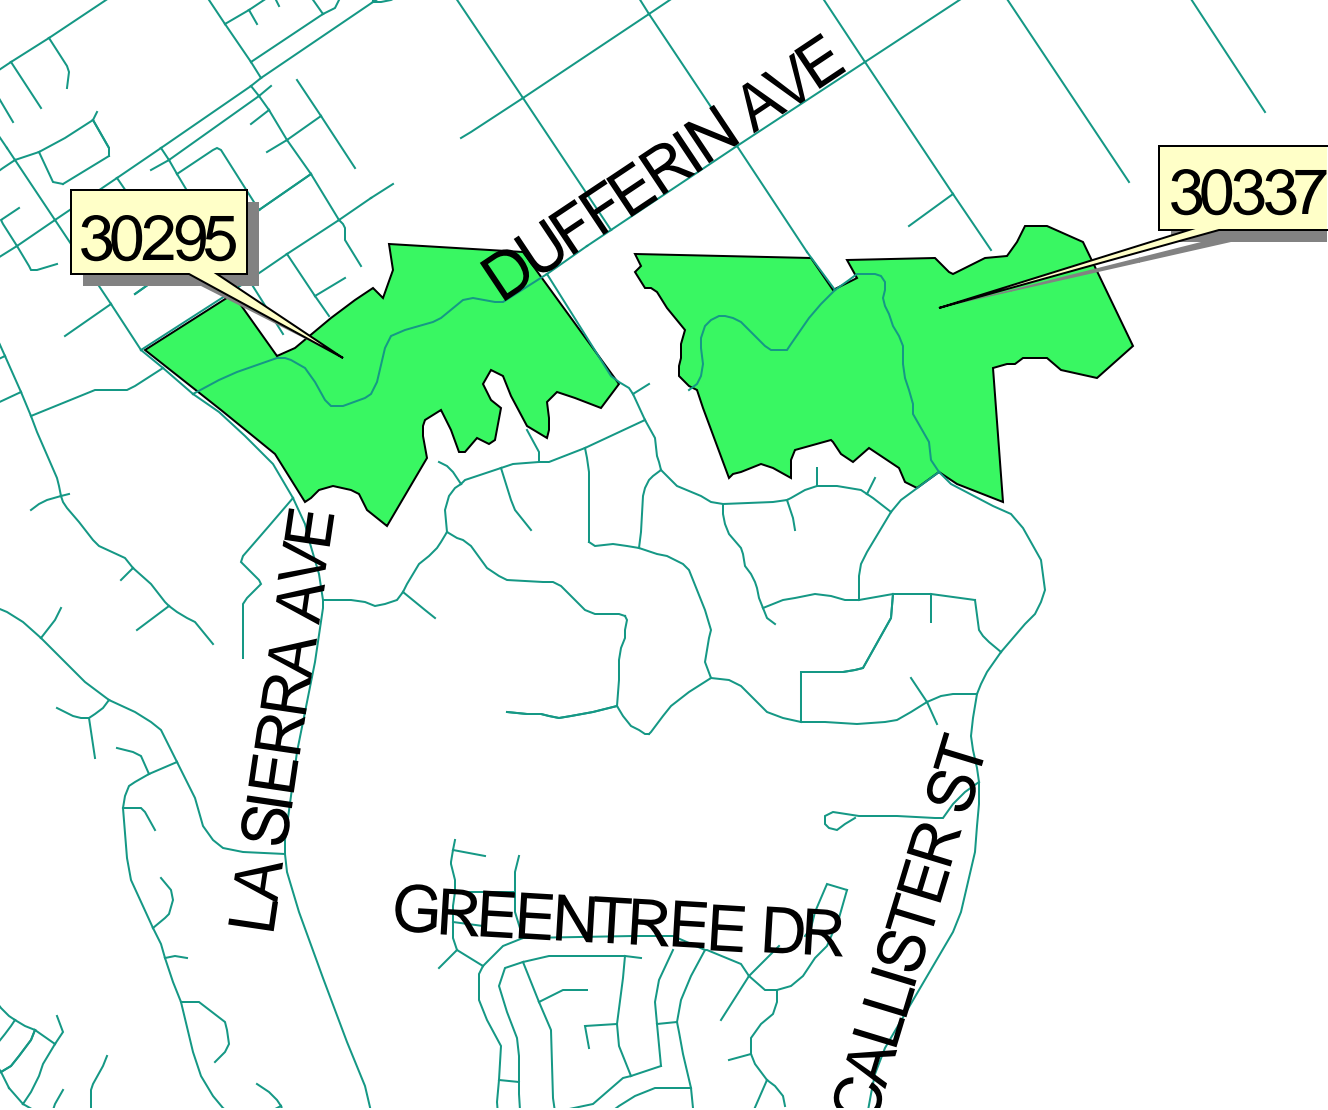 DUFFERIN AVE
30337
30295
LA SIERRA AVE
GREENTREE DR
CALLISTER ST